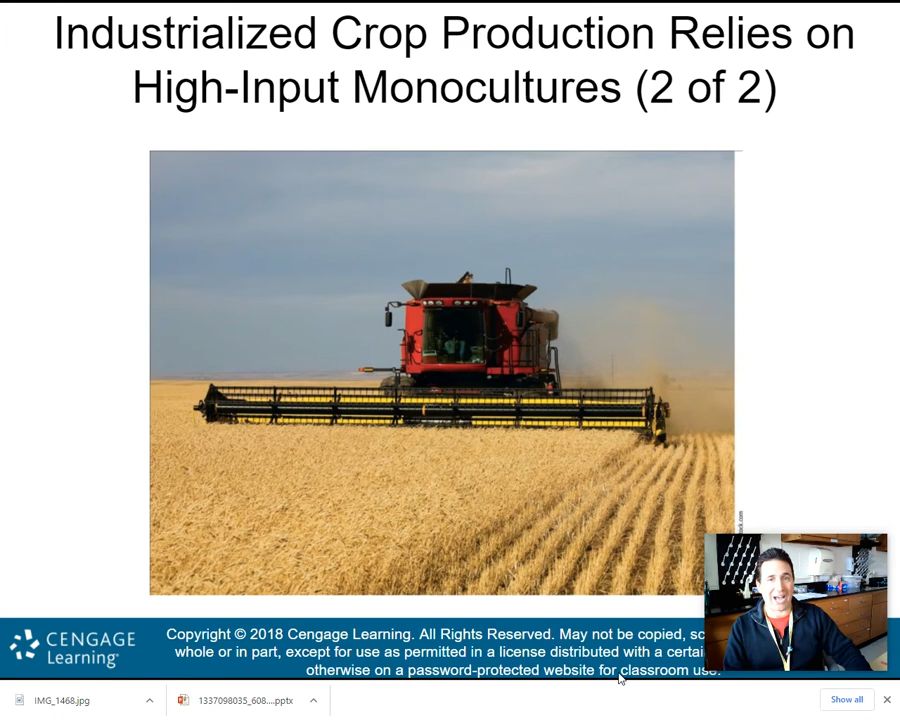 Industrialized Crop Production Relies on
High-Input Monocultures (2 of 2)
CENGAGE
Learning
Copyright © 2018 Cengage Learning. All Rights Reserved. May not be copied,
whole or in part, except for use as permitted in a license distributed with a
otherwise on a password-protected website for classroom use.
IMG_1468.jpg
1337098035_608....pptx
Show all